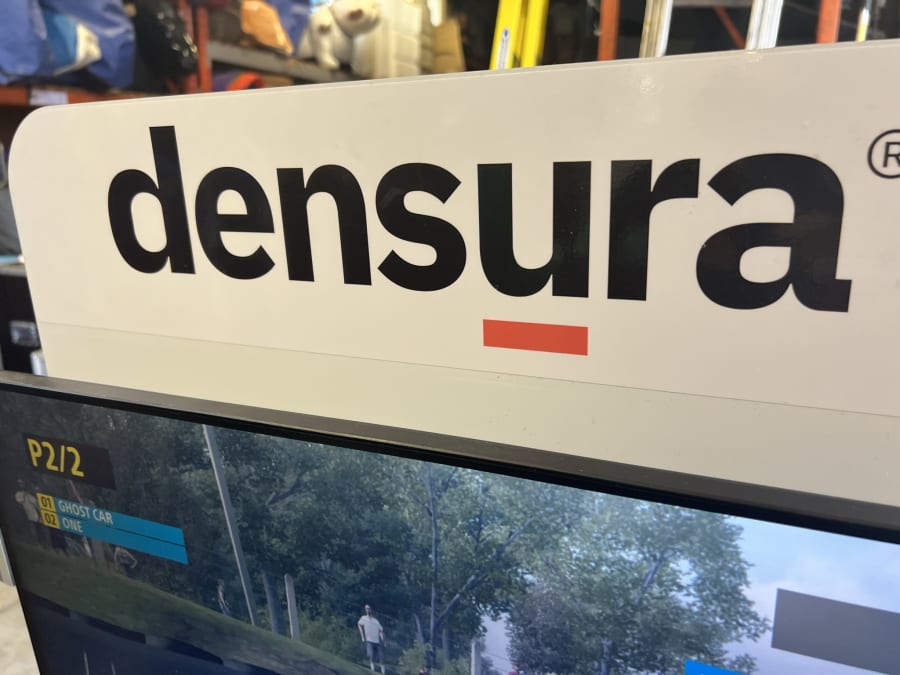 densura®
P2/2
01 GHOST CAR
02 ONE